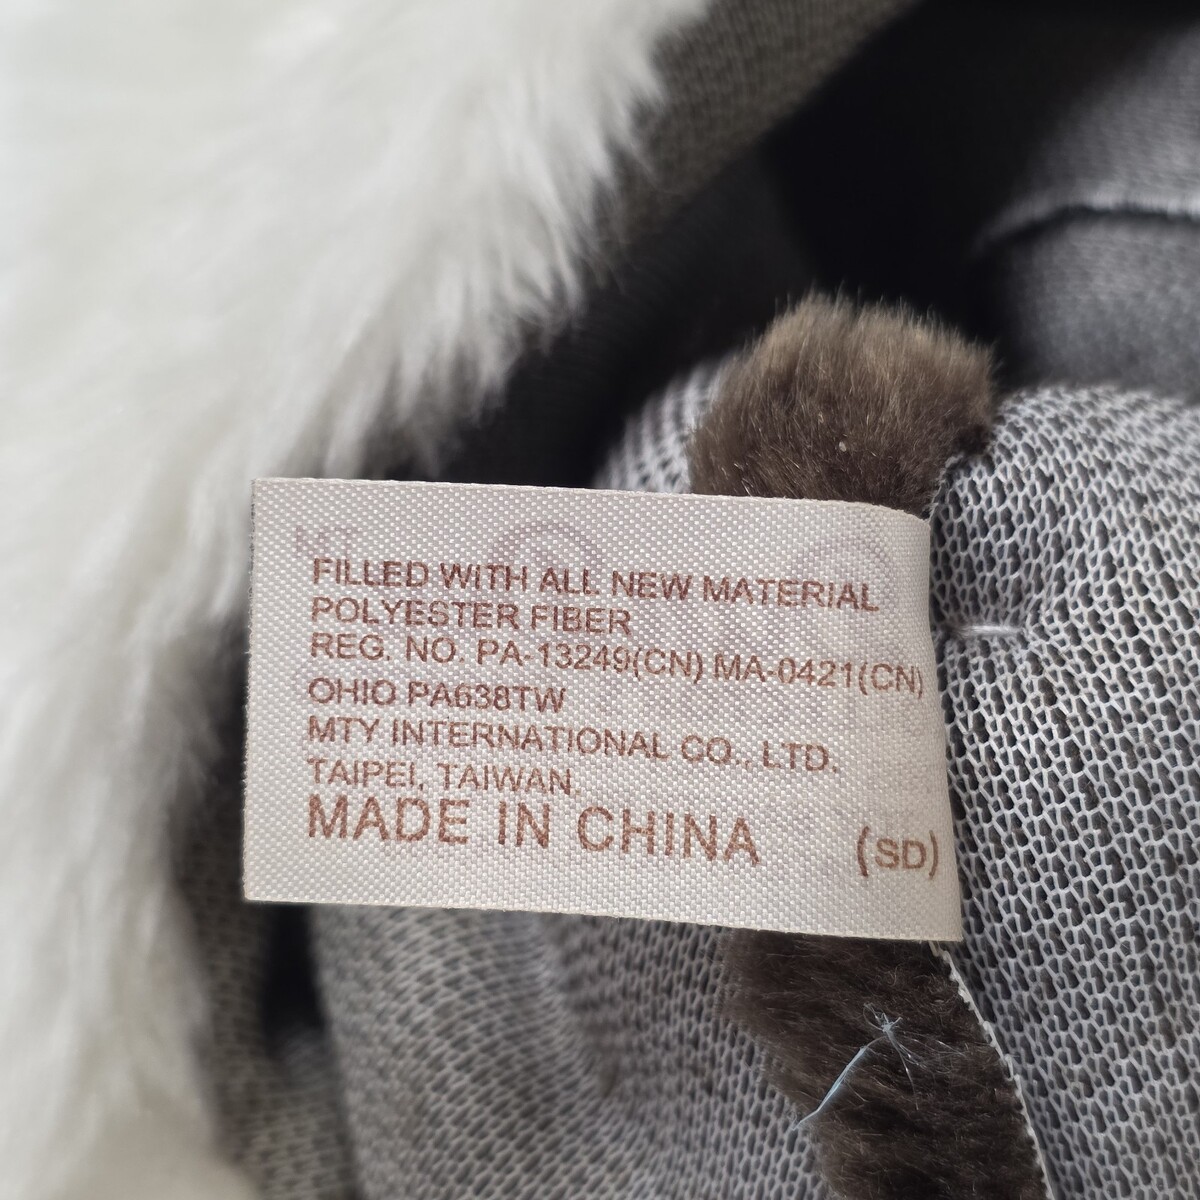 FILLED WITH ALL NEW MATERIAL
POLYESTER FIBER
REG. NO. PA-13249(CN) MA-0421(CN)
OHIO PA638TW
MTY INTERNATIONAL CO., LTD.
TAIPEI, TAIWAN.
MADE IN CHINA (SD)